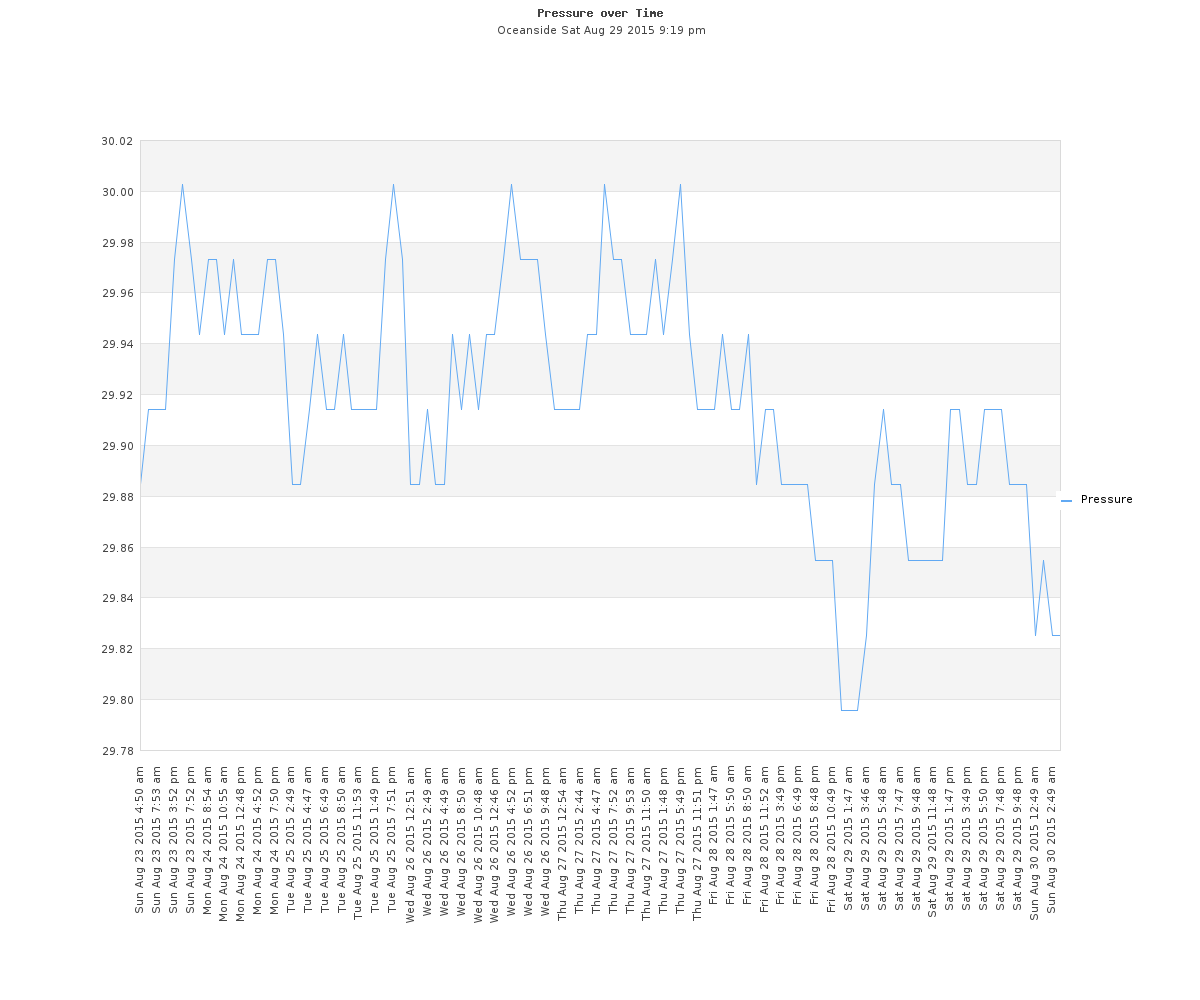 Pressure over Time
Oceanside Sat Aug 29 2015 9:19 pm
30.02
30.00
29.98
29.96
29.94
29.92
29.90
29.88
29.86
29.84
29.82
29.80
29.78
Pressure
Sun Aug 23 2015 4:50 am
Sun Aug 23 2015 7:53 am
Sun Aug 23 2015 3:52 pm
Sun Aug 23 2015 7:52 pm
Mon Aug 24 2015 8:54 am
Mon Aug 24 2015 10:55 am
Mon Aug 24 2015 12:48 pm
Mon Aug 24 2015 4:52 pm
Mon Aug 24 2015 7:50 pm
Tue Aug 25 2015 2:49 am
Tue Aug 25 2015 4:47 am
Tue Aug 25 2015 6:49 am
Tue Aug 25 2015 8:50 am
Tue Aug 25 2015 11:53 am
Tue Aug 25 2015 1:49 pm
Tue Aug 25 2015 7:51 pm
Wed Aug 26 2015 12:51 am
Wed Aug 26 2015 2:49 am
Wed Aug 26 2015 4:49 am
Wed Aug 26 2015 8:50 am
Wed Aug 26 2015 10:48 am
Wed Aug 26 2015 12:46 pm
Wed Aug 26 2015 4:52 pm
Wed Aug 26 2015 6:51 pm
Wed Aug 26 2015 9:48 pm
Thu Aug 27 2015 12:54 am
Thu Aug 27 2015 2:44 am
Thu Aug 27 2015 4:47 am
Thu Aug 27 2015 7:52 am
Thu Aug 27 2015 9:53 am
Thu Aug 27 2015 11:50 am
Thu Aug 27 2015 1:48 pm
Thu Aug 27 2015 5:49 pm
Thu Aug 27 2015 11:51 pm
Fri Aug 28 2015 1:47 am
Fri Aug 28 2015 5:50 am
Fri Aug 28 2015 8:50 am
Fri Aug 28 2015 11:52 am
Fri Aug 28 2015 3:49 pm
Fri Aug 28 2015 6:49 pm
Fri Aug 28 2015 8:48 pm
Fri Aug 28 2015 10:49 pm
Sat Aug 29 2015 1:47 am
Sat Aug 29 2015 3:46 am
Sat Aug 29 2015 5:48 am
Sat Aug 29 2015 7:47 am
Sat Aug 29 2015 9:48 am
Sat Aug 29 2015 11:48 am
Sat Aug 29 2015 1:47 pm
Sat Aug 29 2015 3:49 pm
Sat Aug 29 2015 5:50 pm
Sat Aug 29 2015 7:48 pm
Sat Aug 29 2015 9:48 pm
Sun Aug 30 2015 12:49 am
Sun Aug 30 2015 2:49 am